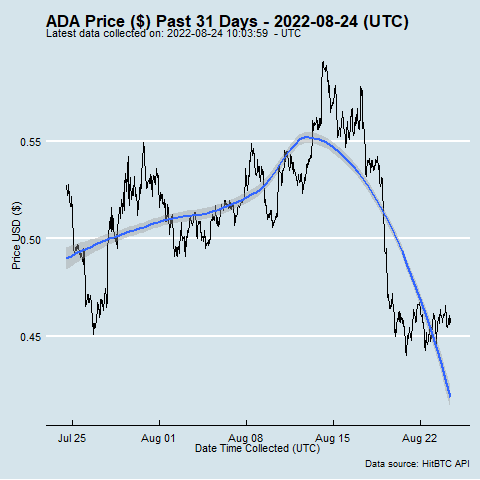 ADA Price ($) Past 31 Days - 2022-08-24 (UTC)
Latest data collected on: 2022-08-24 10:03:59 - UTC
Price USD ($)
0.55
0.50
0.45
Jul 25
Aug 01
Aug 08
Aug 15
Aug 22
Date Time Collected (UTC)
Data source: HitBTC API